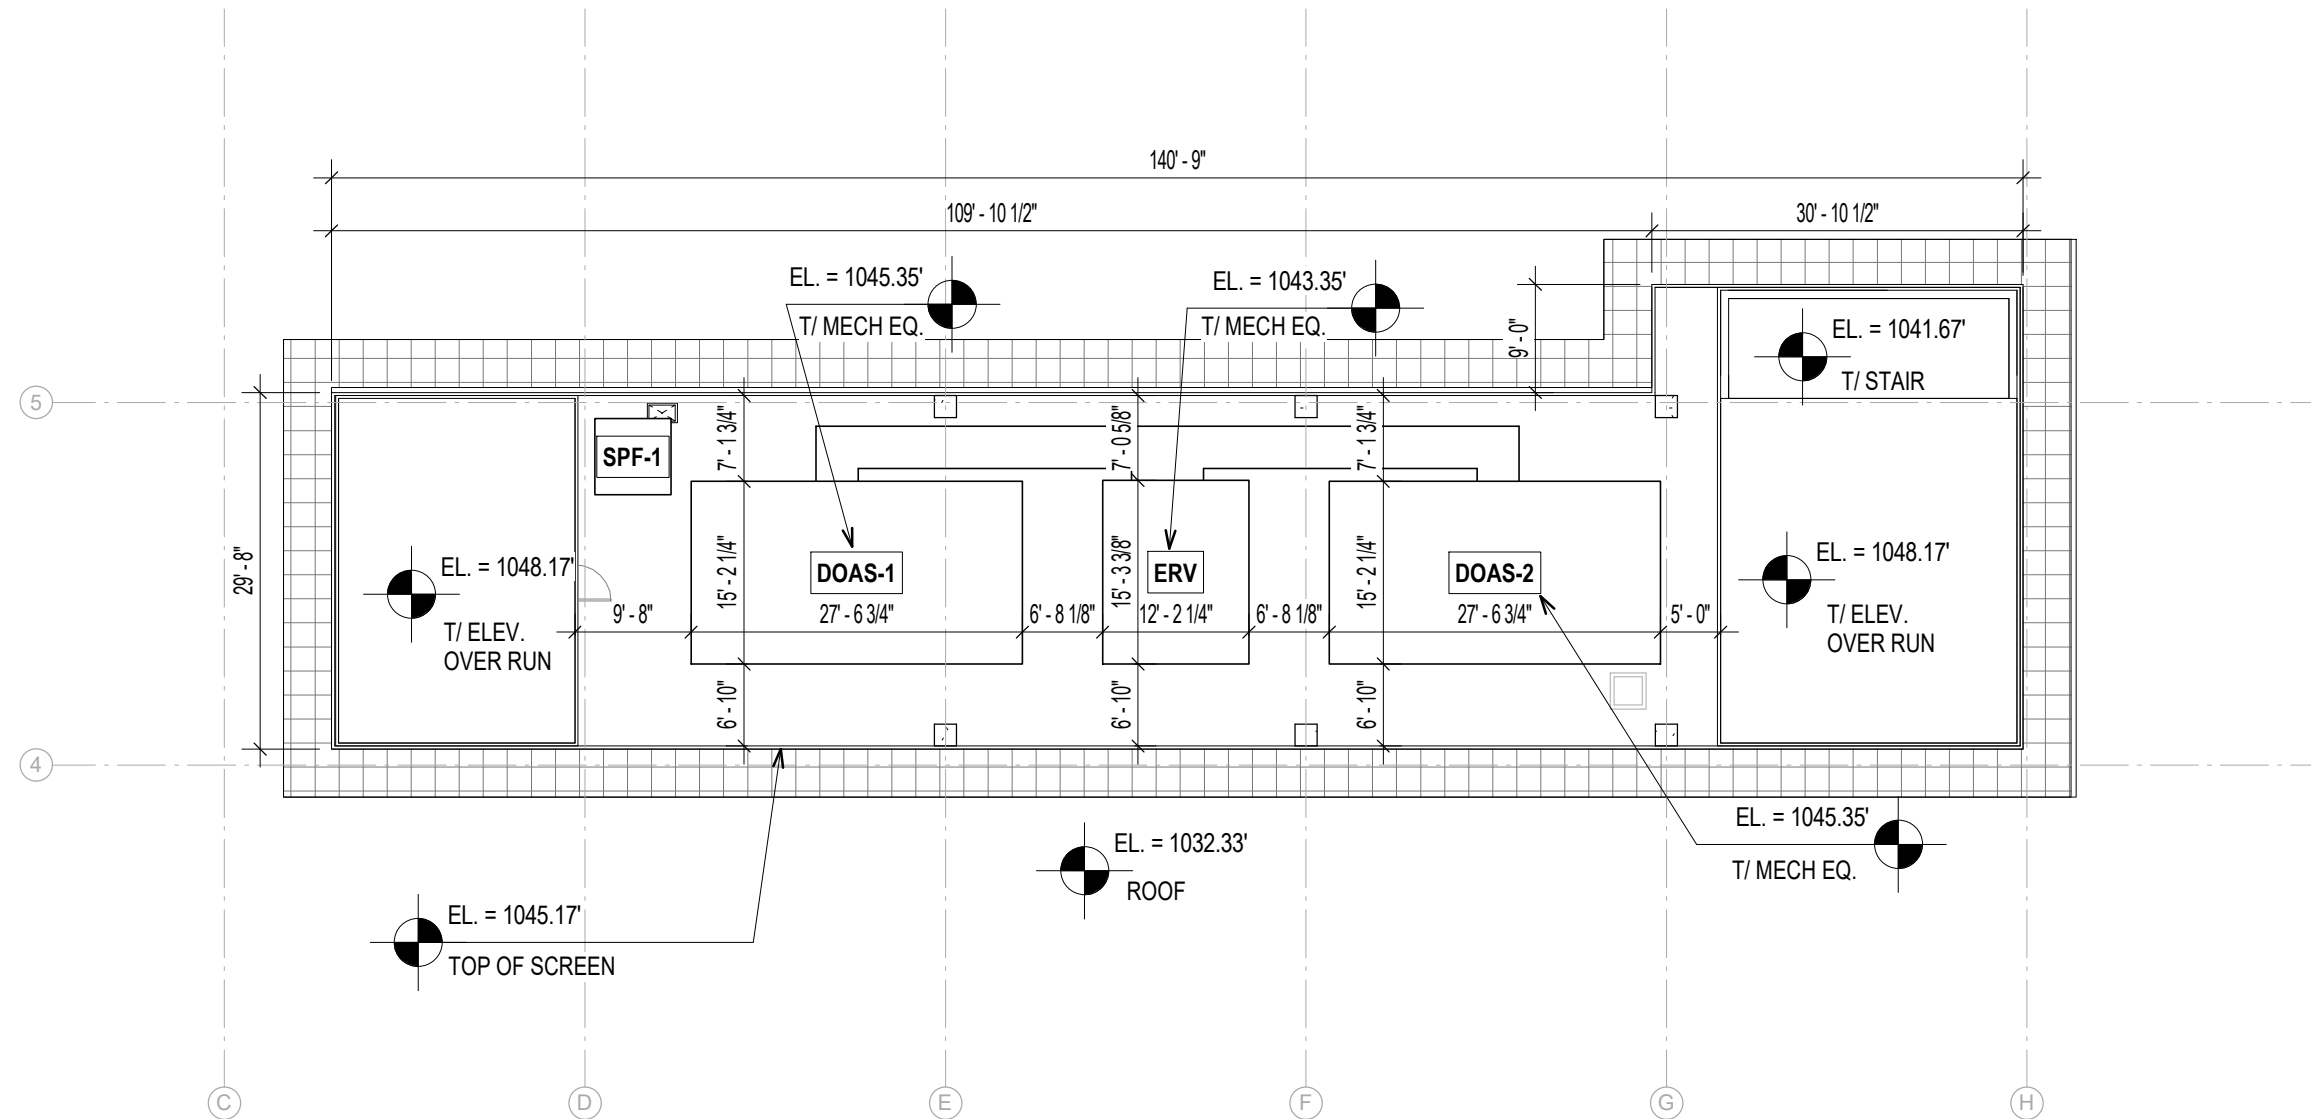 140' - 9"
109' - 10 1/2"
30' - 10 1/2"
EL. = 1045.35'
T/ MECH EQ.
EL. = 1043.35'
T/ MECH EQ.
9' - 0"
EL. = 1041.67'
T/ STAIR
5
SPF-1
7' - 1 3/4"
7' - 0 5/8"
7' - 1 3/4"
29' - 8"
EL. = 1048.17'
T/ ELEV.
OVER RUN
15' - 2 1/4"
DOAS-1
15' - 3 3/8"
ERV
15' - 2 1/4"
DOAS-2
EL. = 1048.17'
T/ ELEV.
OVER RUN
9' - 8"
27' - 6 3/4"
6' - 8 1/8"
12' - 2 1/4"
6' - 8 1/8"
27' - 6 3/4"
5' - 0"
6' - 10"
6' - 10"
6' - 10"
4
EL. = 1045.35'
T/ MECH EQ.
EL. = 1032.33'
ROOF
EL. = 1045.17'
TOP OF SCREEN
C
D
E
F
G
H